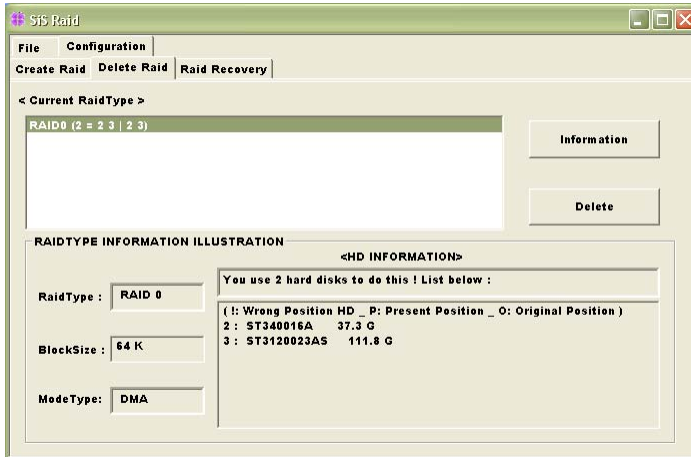 SiS Raid
File Configuration
Create Raid Delete Raid Raid Recovery
< Current RaidType >
RAID0 (2 = 2 3 | 2 3)
Information
Delete
RAIDTYPE INFORMATION ILLUSTRATION
<HD INFORMATION>
You use 2 hard disks to do this ! List below :
RaidType : RAID 0
( !: Wrong Position HD _ P: Present Position _ O: Original Position )
2 : ST340016A 37.3 G
3 : ST3120023AS 111.8 G
BlockSize : 64 K
ModeType: DMA